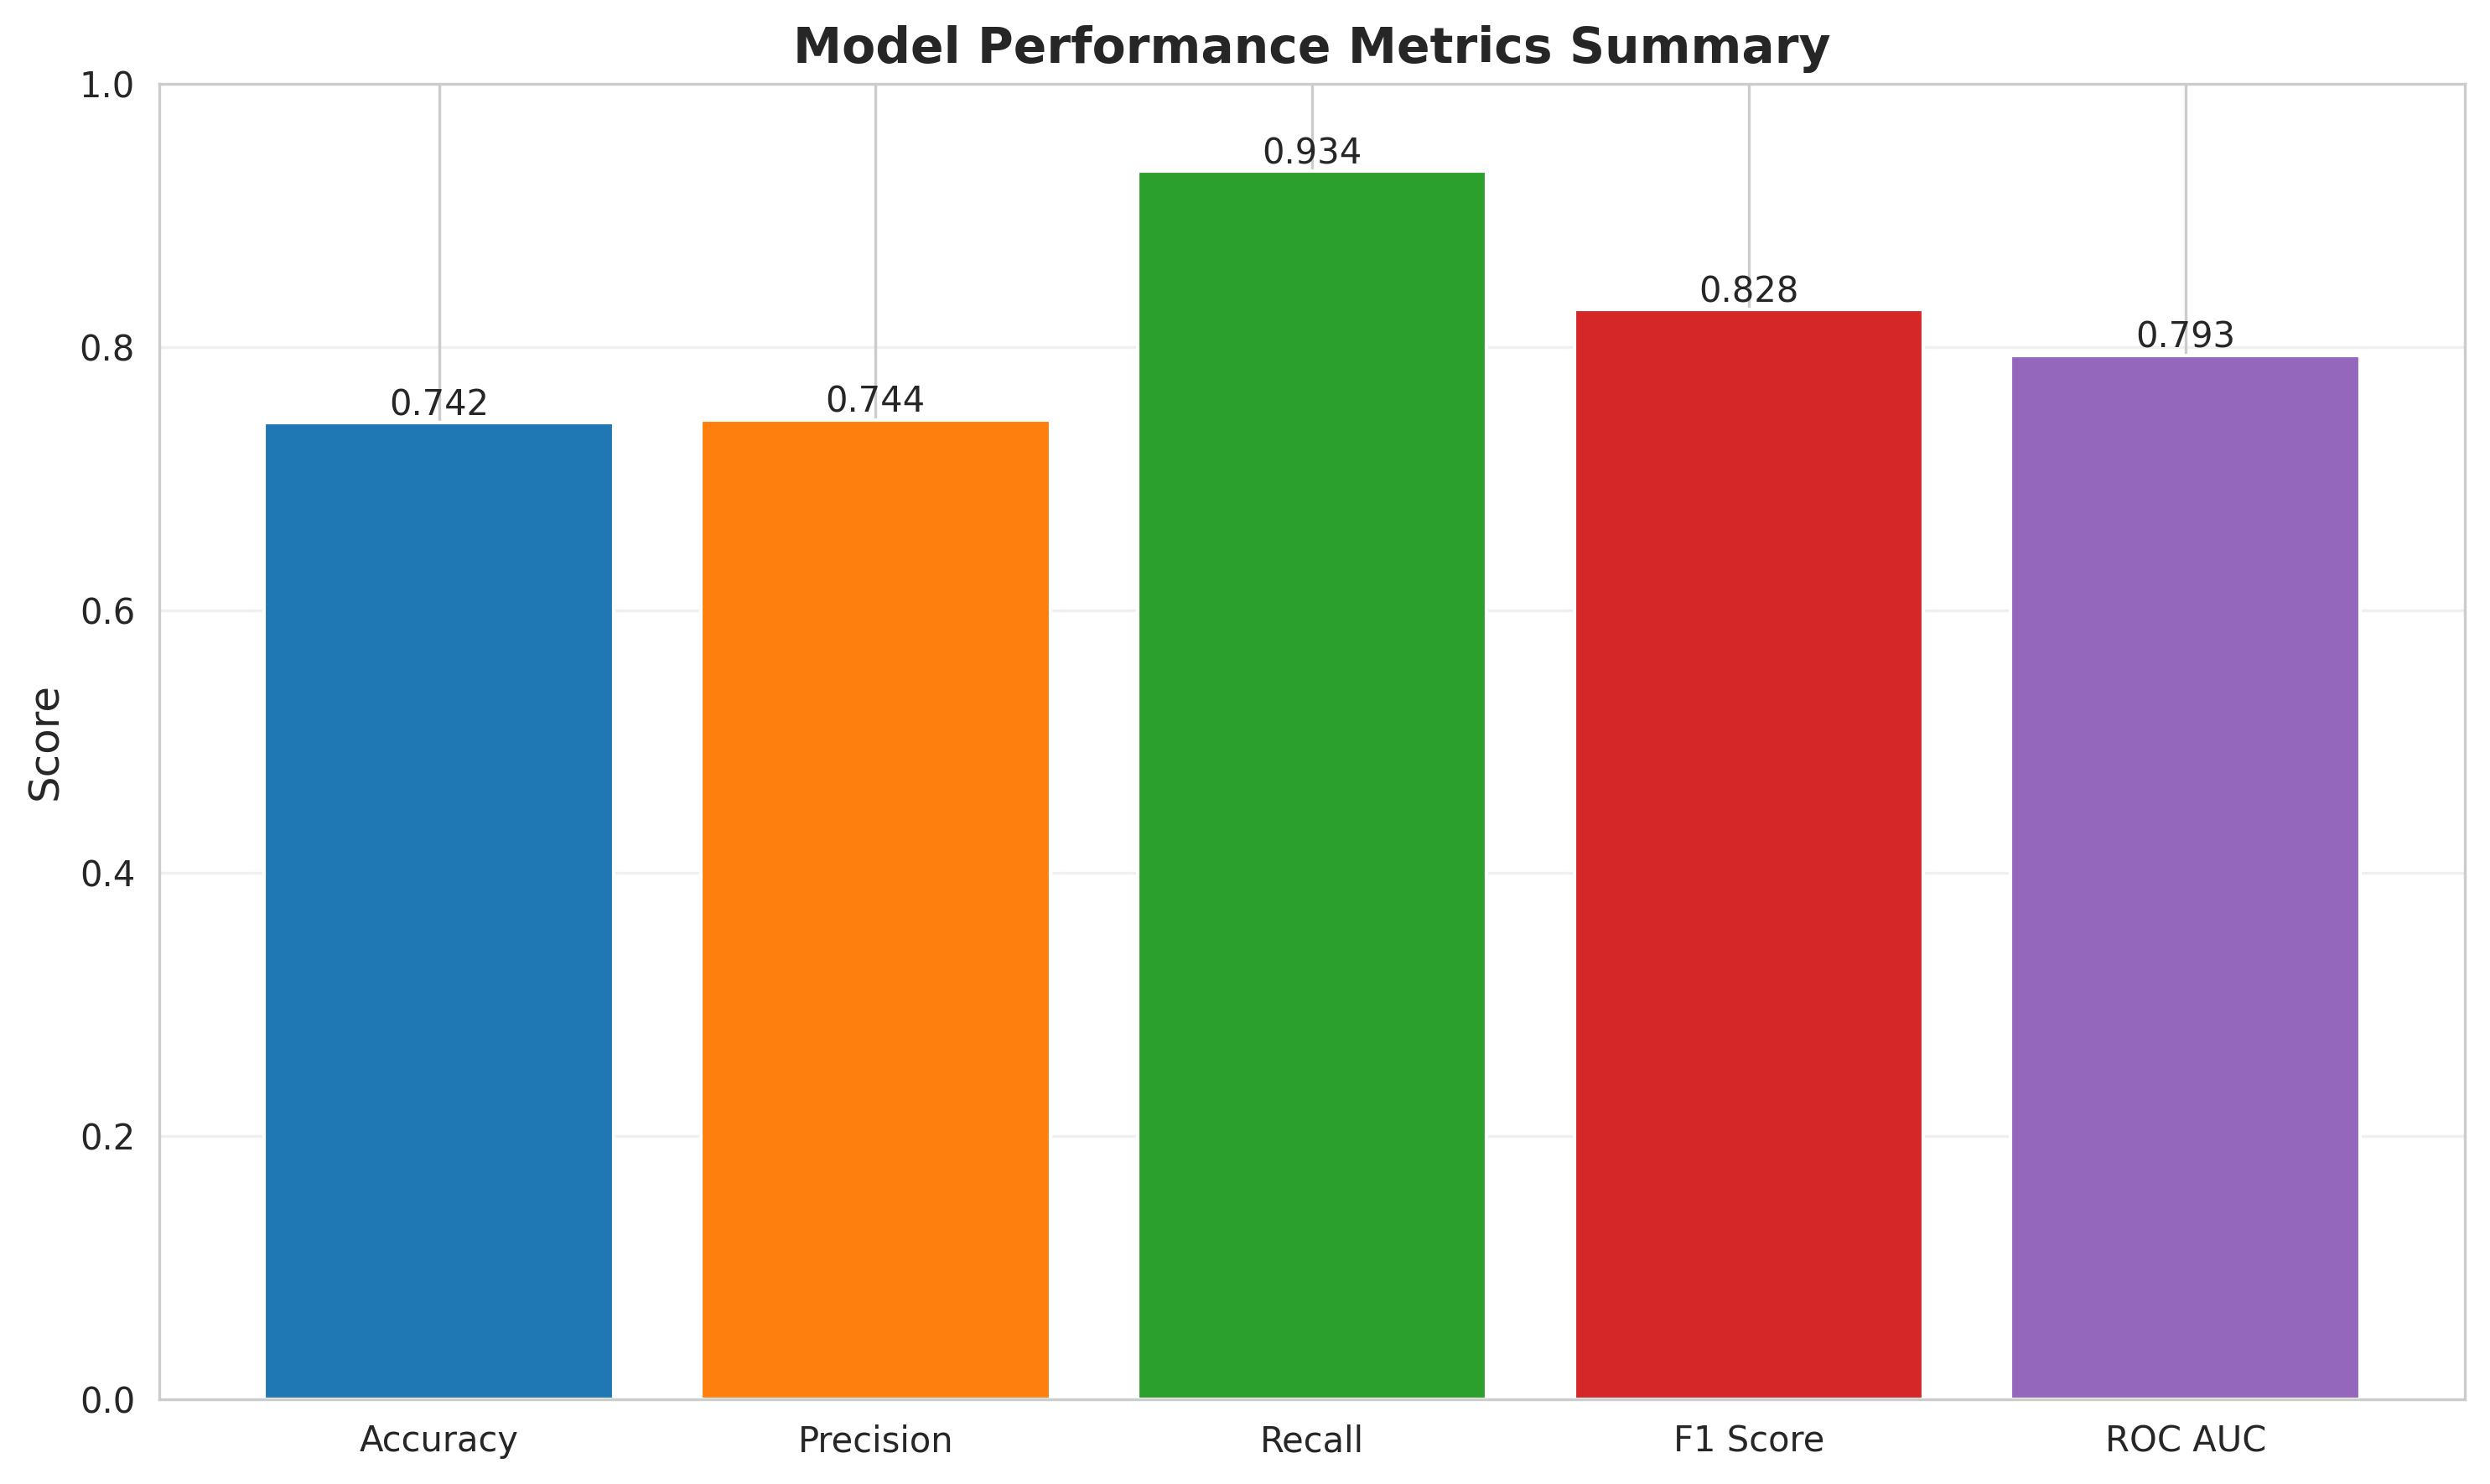 Model Performance Metrics Summary
1.0
0.8
0.6
0.4
0.2
0.0
Score
0.742
0.744
0.934
0.828
0.793
Accuracy
Precision
Recall
F1 Score
ROC AUC